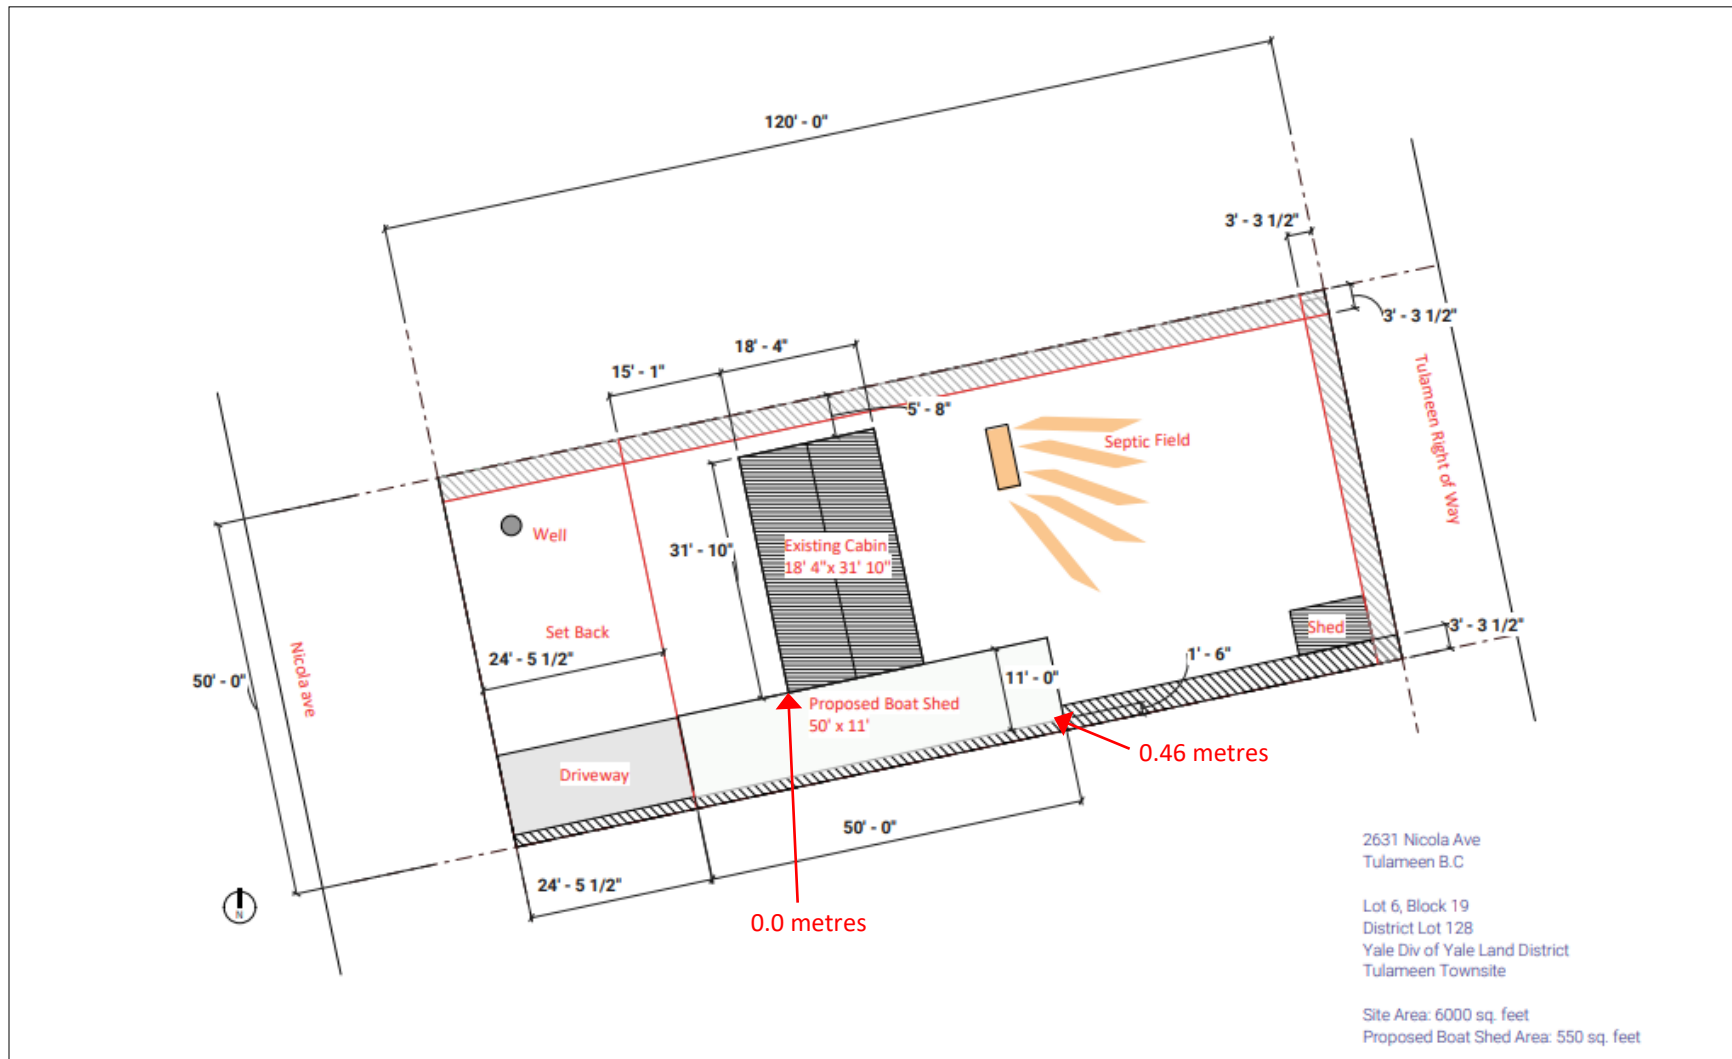 120' - 0"
3' - 3 1/2"
3' - 3 1/2"
18' - 4"
15' - 1"
5' - 8"
Septic Field
Tulameen Right of Way
Well
31' - 10"
Existing Cabin
18' 4"x 31' 10"
Set Back
24' - 5 1/2"
Nicola ave
50' - 0"
Shed
3' - 3 1/2"
1' - 6"
11' - 0"
Proposed Boat Shed
50' x 11'
0.46 metres
Driveway
50' - 0"
24' - 5 1/2"
0.0 metres
N
2631 Nicola Ave
Tulameen B.C
Lot 6, Block 19
District Lot 128
Yale Div of Yale Land District
Tulameen Townsite
Site Area: 6000 sq. feet
Proposed Boat Shed Area: 550 sq. feet